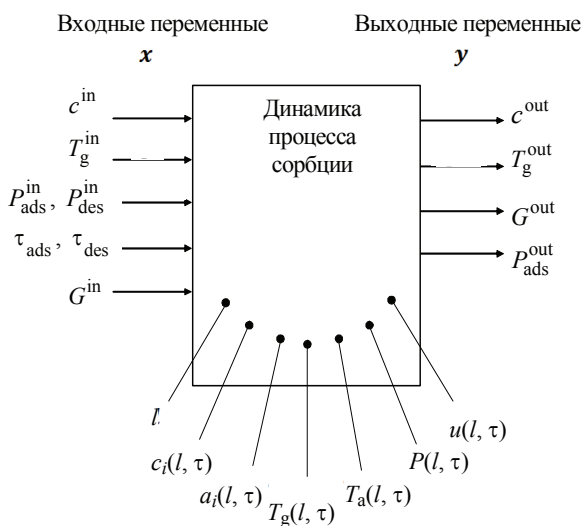 Входные переменные
x
Выходные переменные
y
Динамика
процесса
сорбции
c^in
T_g^in
P_ads^in, P_des^in
τ_ads, τ_des
G^in
c^out
T_g^out
G^out
P_ads^out
l
c_i(l, τ)
a_i(l, τ)
T_g(l, τ)
T_a(l, τ)
P(l, τ)
u(l, τ)